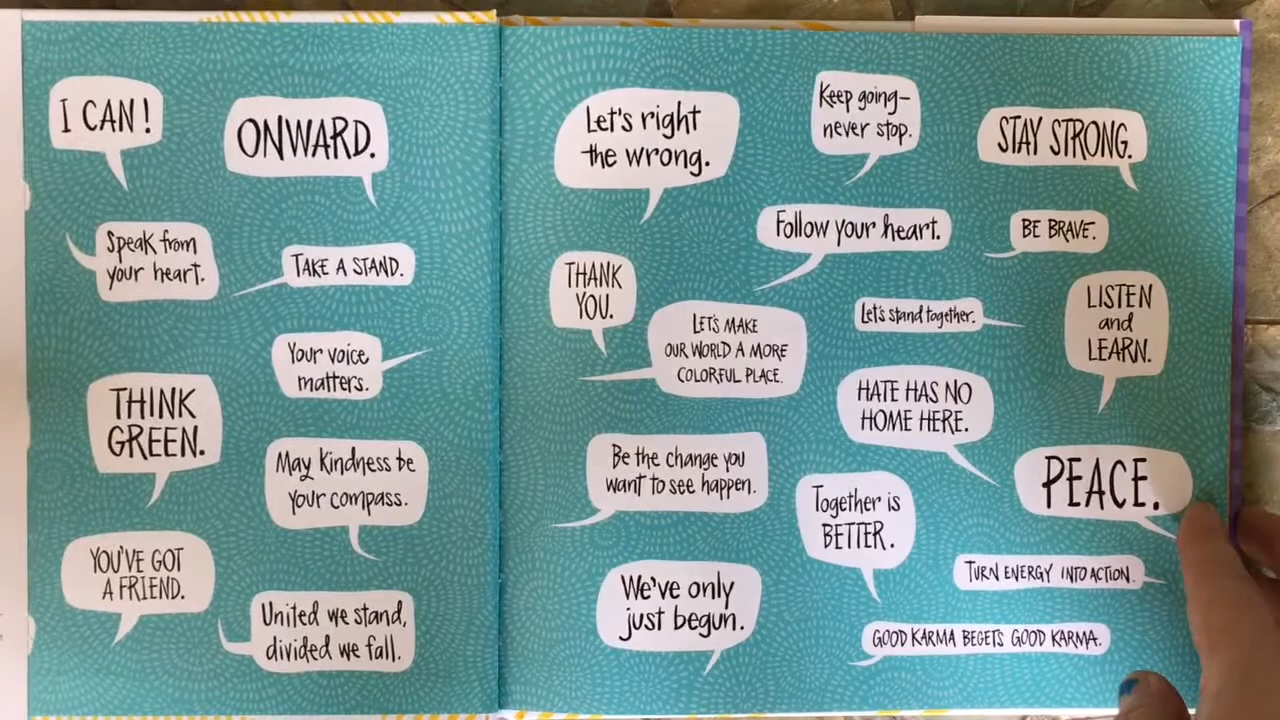 I CAN!
ONWARD.
Speak from
your heart.
TAKE A STAND.
Your voice
matters.
THINK
GREEN.
May kindness be
your compass.
YOU'VE GOT
A FRIEND.
United we stand,
divided we fall.
Let's right
the wrong.
Keep going—
never stop.
STAY STRONG.
Follow your heart.
BE BRAVE.
THANK
YOU.
LET'S MAKE
OUR WORLD A MORE
COLORFUL PLACE.
Let's stand together.
LISTEN
and
LEARN.
HATE HAS NO
HOME HERE.
Be the change you
want to see happen.
Together is
BETTER.
PEACE.
We've only
just begun.
TURN ENERGY INTO ACTION.
GOOD KARMA BEGETS GOOD KARMA.